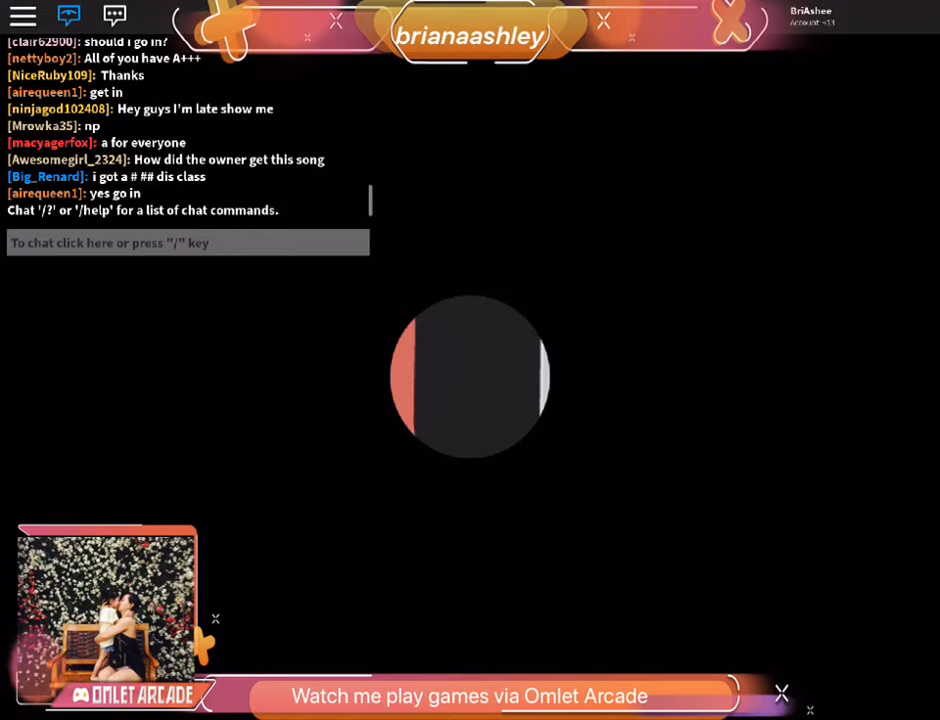 brianaashley
BriAshee
Account: <13
[clair62900]: should i go in?
[nettyboy2]: All of you have A+++
[NiceRuby109]: Thanks
[airequeen1]: get in
[ninjagod102408]: Hey guys I'm late show me
[Mrowka35]: np
[macyagerfox]: a for everyone
[Awesomegirl_2324]: How did the owner get this song
[Big_Renard]: i got a # ## dis class
[airequeen1]: yes go in
Chat '/?' or '/help' for a list of chat commands.
To chat click here or press "/" key
OMLET ARCADE
Watch me play games via Omlet Arcade